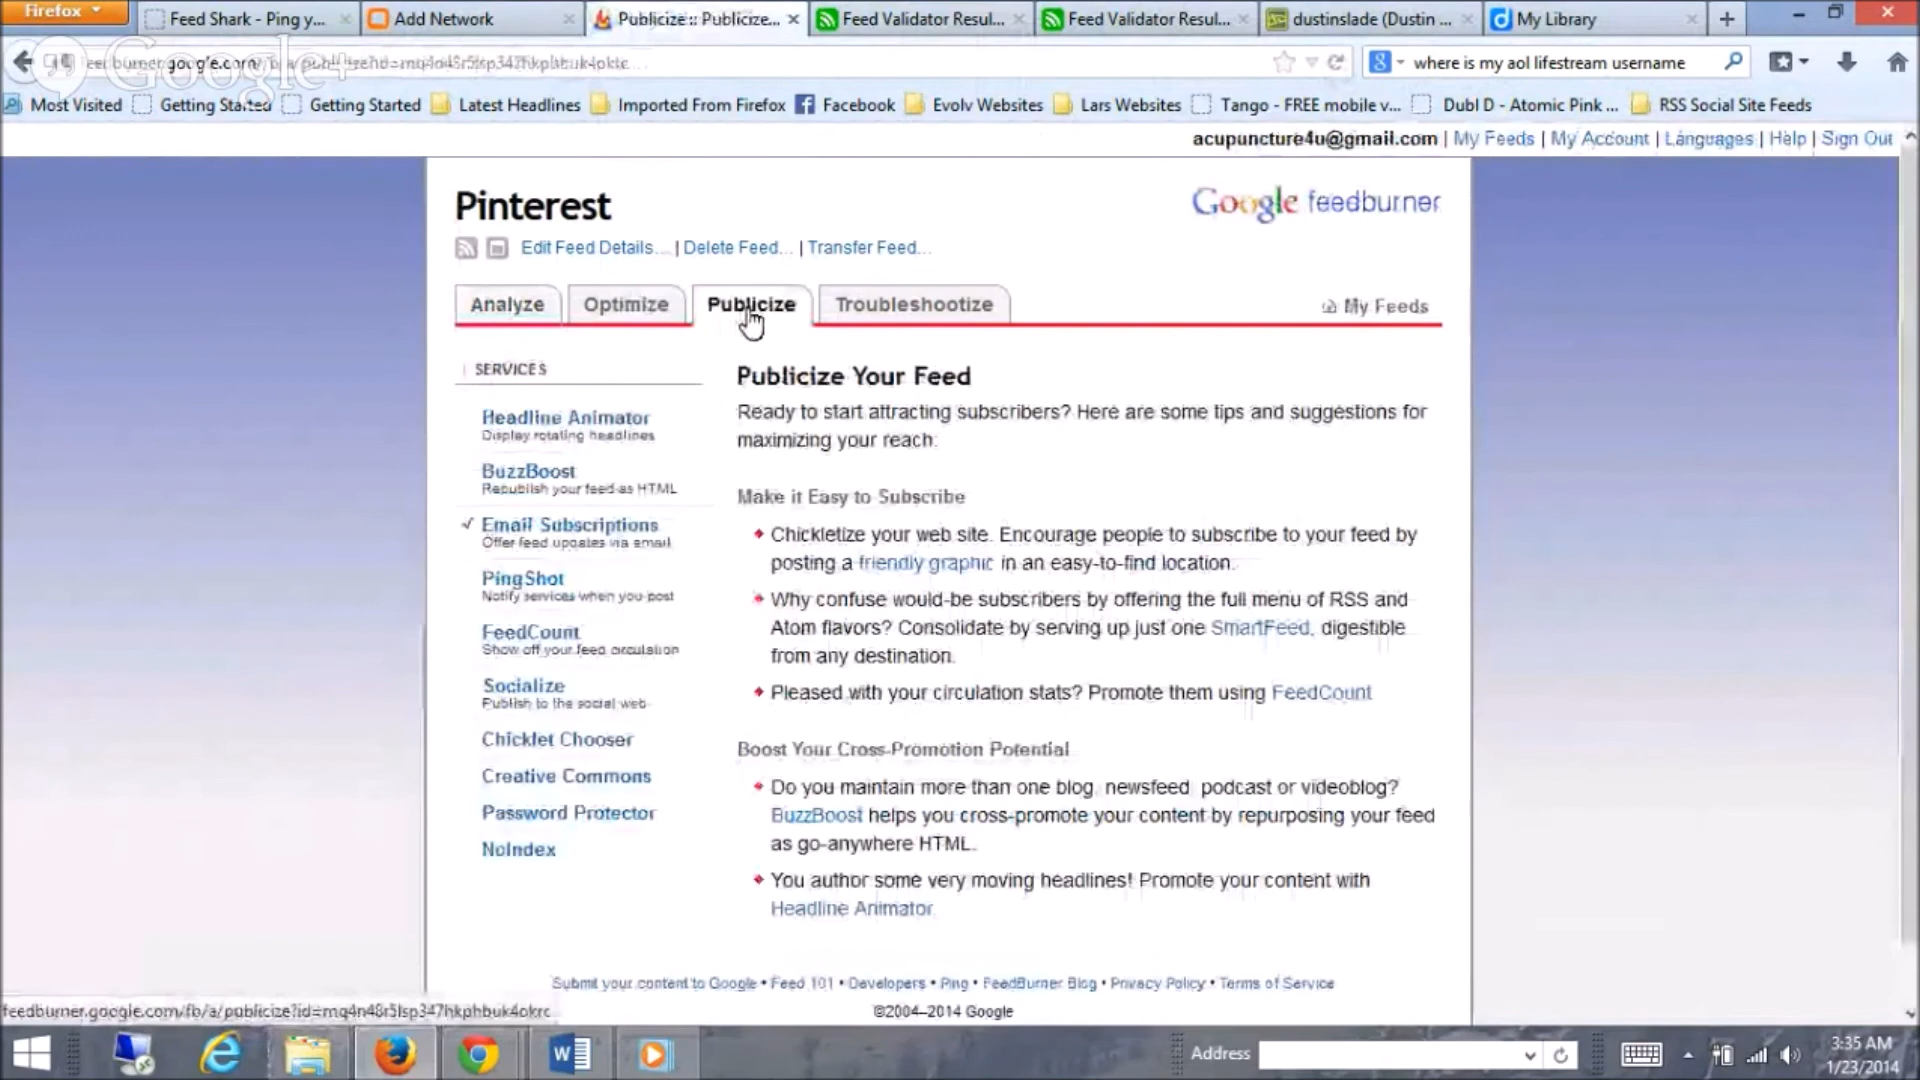 Firefox
Feed Shark - Ping y...
Add Network
Publicize :: Publicize...
Feed Validator Resul...
Feed Validator Resul...
dustinslade (Dustin ...
My Library
Google+
where is my aol lifestream username
Most Visited
Getting Started
Getting Started
Latest Headlines
Imported From Firefox
Facebook
Evolv Websites
Lars Websites
Tango - FREE mobile v...
Dubl D - Atomic Pink ...
RSS Social Site Feeds
acupuncture4u@gmail.com | My Feeds | My Account | Languages | Help | Sign Out
Pinterest
Google feedburner
Edit Feed Details... | Delete Feed... | Transfer Feed...
Analyze
Optimize
Publicize
Troubleshootize
My Feeds
SERVICES
Headline Animator
Display rotating headlines
BuzzBoost
Republish your feed as HTML
Email Subscriptions
Offer feed updates via email
PingShot
Notify services when you post
FeedCount
Show off your feed circulation
Socialize
Publish to the social web
Chicklet Chooser
Creative Commons
Password Protector
NoIndex
Publicize Your Feed
Ready to start attracting subscribers? Here are some tips and suggestions for
maximizing your reach:
Make it Easy to Subscribe
Chickletize your web site. Encourage people to subscribe to your feed by
posting a friendly graphic in an easy-to-find location.
Why confuse would-be subscribers by offering the full menu of RSS and
Atom flavors? Consolidate by serving up just one SmartFeed, digestible
from any destination.
Pleased with your circulation stats? Promote them using FeedCount
Boost Your Cross-Promotion Potential
Do you maintain more than one blog, newsfeed, podcast or videoblog?
BuzzBoost helps you cross-promote your content by repurposing your feed
as go-anywhere HTML.
You author some very moving headlines! Promote your content with
Headline Animator.
Submit your content to Google • Feed 101 • Developers • Ping • FeedBurner Blog • Privacy Policy • Terms of Service
©2004–2014 Google
Address
3:35 AM
1/23/2014